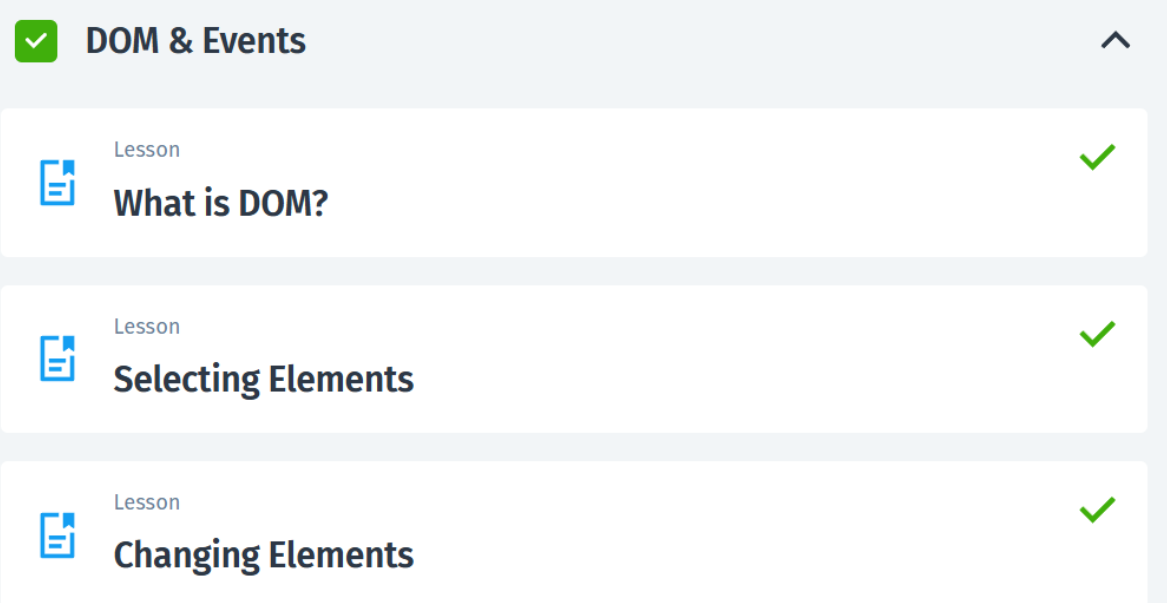 DOM & Events
Lesson
What is DOM?
Lesson
Selecting Elements
Lesson
Changing Elements